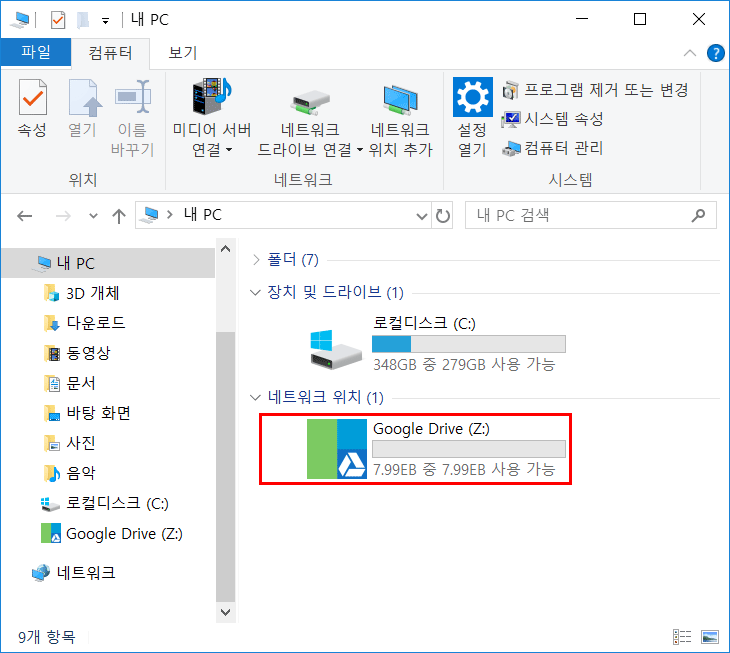 내 PC
파일
컴퓨터
보기
속성
열기
이름
바꾸기
미디어 서버
연결
네트워크
드라이브 연결
네트워크
위치 추가
설정
열기
프로그램 제거 또는 변경
시스템 속성
컴퓨터 관리
위치
네트워크
시스템
내 PC
내 PC 검색
내 PC
3D 개체
다운로드
동영상
문서
바탕 화면
사진
음악
로컬디스크 (C:)
Google Drive (Z:)
네트워크
폴더 (7)
장치 및 드라이브 (1)
로컬디스크 (C:)
348GB 중 279GB 사용 가능
네트워크 위치 (1)
Google Drive (Z:)
7.99EB 중 7.99EB 사용 가능
9개 항목